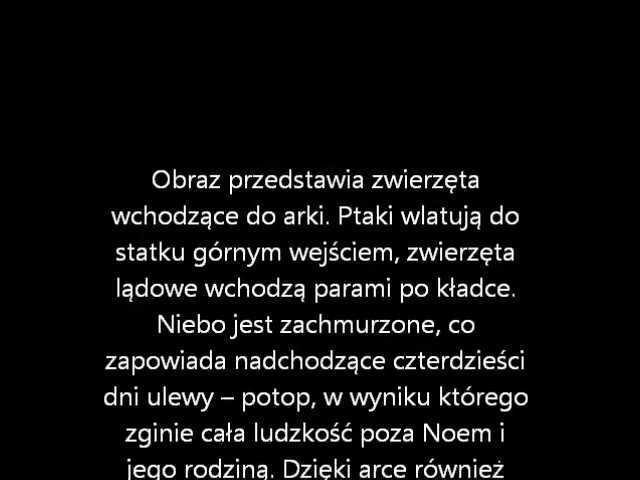 Obraz przedstawia zwierzęta
wchodzące do arki. Ptaki wlatują do
statku górnym wejściem, zwierzęta
lądowe wchodzą parami po kładce.
Niebo jest zachmurzone, co
zapowiada nadchodzące czterdzieści
dni ulewy – potop, w wyniku którego
zginie cała ludzkość poza Noem i
jego rodziną. Dzięki arce również